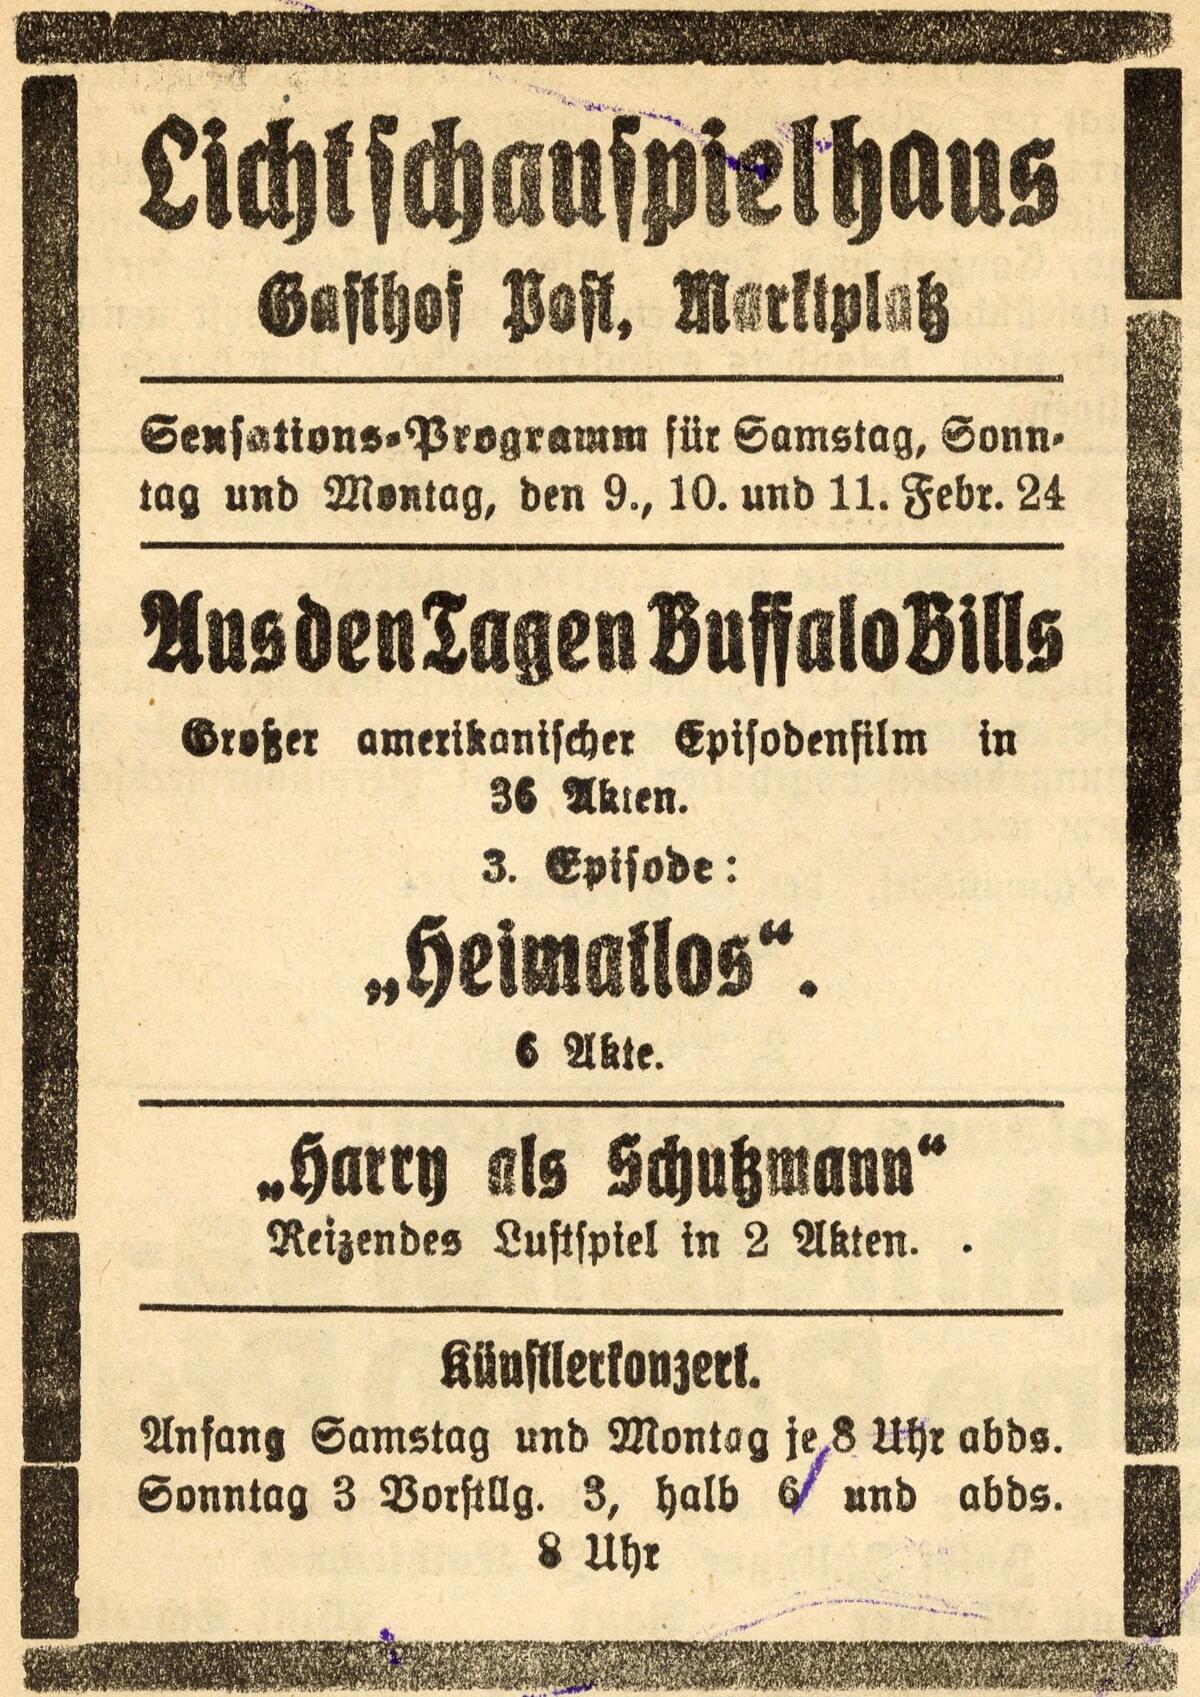 Lichtschauspielhaus
Gasthof Post, Marktplatz
Sensations-Programm für Samstag, Sonn-
tag und Montag, den 9., 10. und 11. Febr. 24
Aus den Tagen Buffalo Bills
Großer amerikanischer Episodenfilm in
36 Akten.
3. Episode:
„Heimatlos“.
6 Akte.
„Harry als Schutzmann“
Reizendes Lustspiel in 2 Akten.
Künstlerkonzert.
Anfang Samstag und Montag je 8 Uhr abds.
Sonntag 3 Vorstllg. 3, halb 6 und abds.
8 Uhr